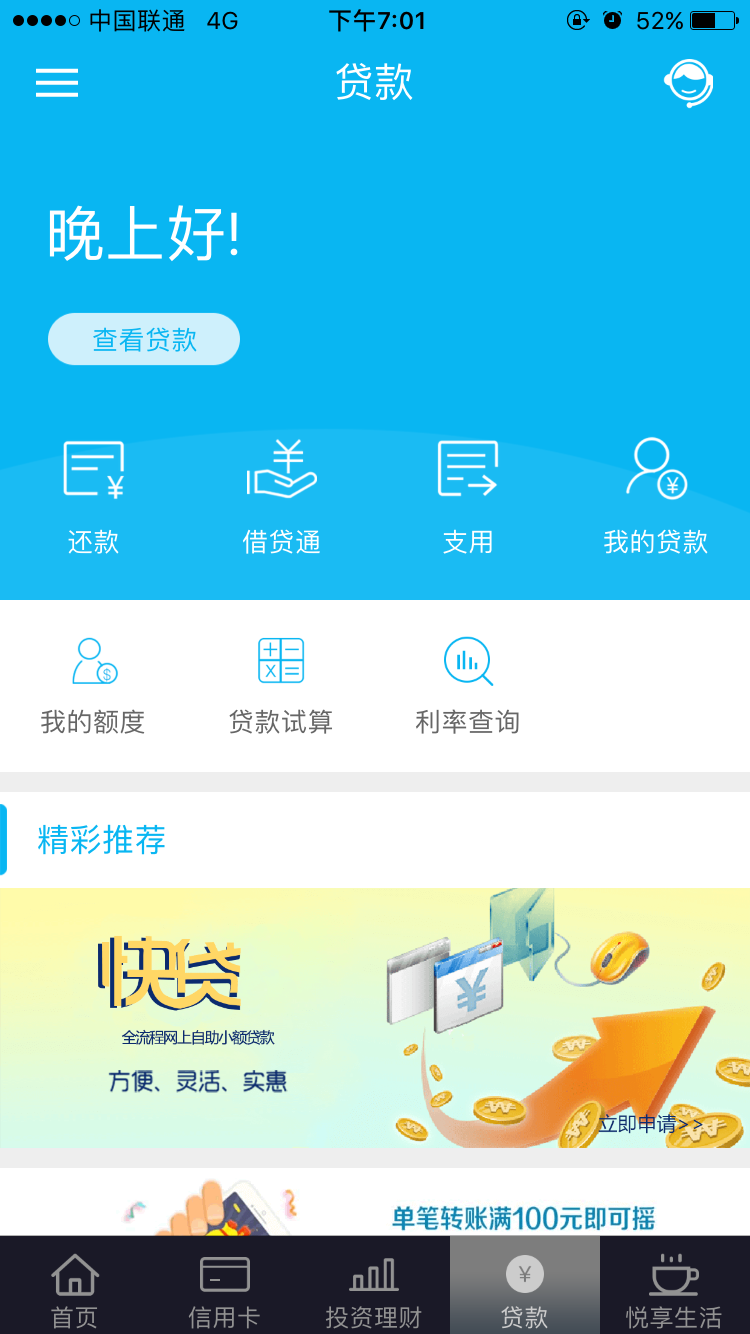 中国联通 4G 下午7:01 52%
贷款
晚上好!
查看贷款
还款 借贷通 支用 我的贷款
我的额度 贷款试算 利率查询
精彩推荐
快贷
全流程网上自助小额贷款
方便、灵活、实惠
立即申请>>
单笔转账满100元即可摇
首页 信用卡 投资理财 贷款 悦享生活